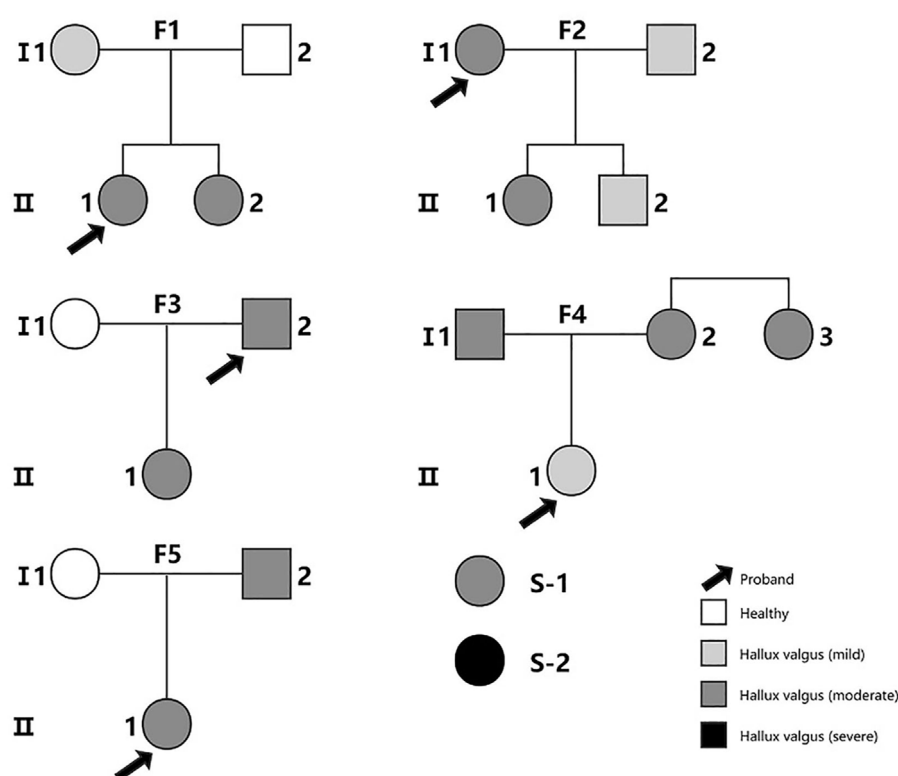 F1 F2
I1 2 I1 2
II 1 2 II 1 2
F3 F4
I1 2 I1 2 3
II 1 II 1
F5
I1 2 S-1 Proband
Healthy
S-2 Hallux valgus (mild)
Hallux valgus (moderate)
II 1 Hallux valgus (severe)